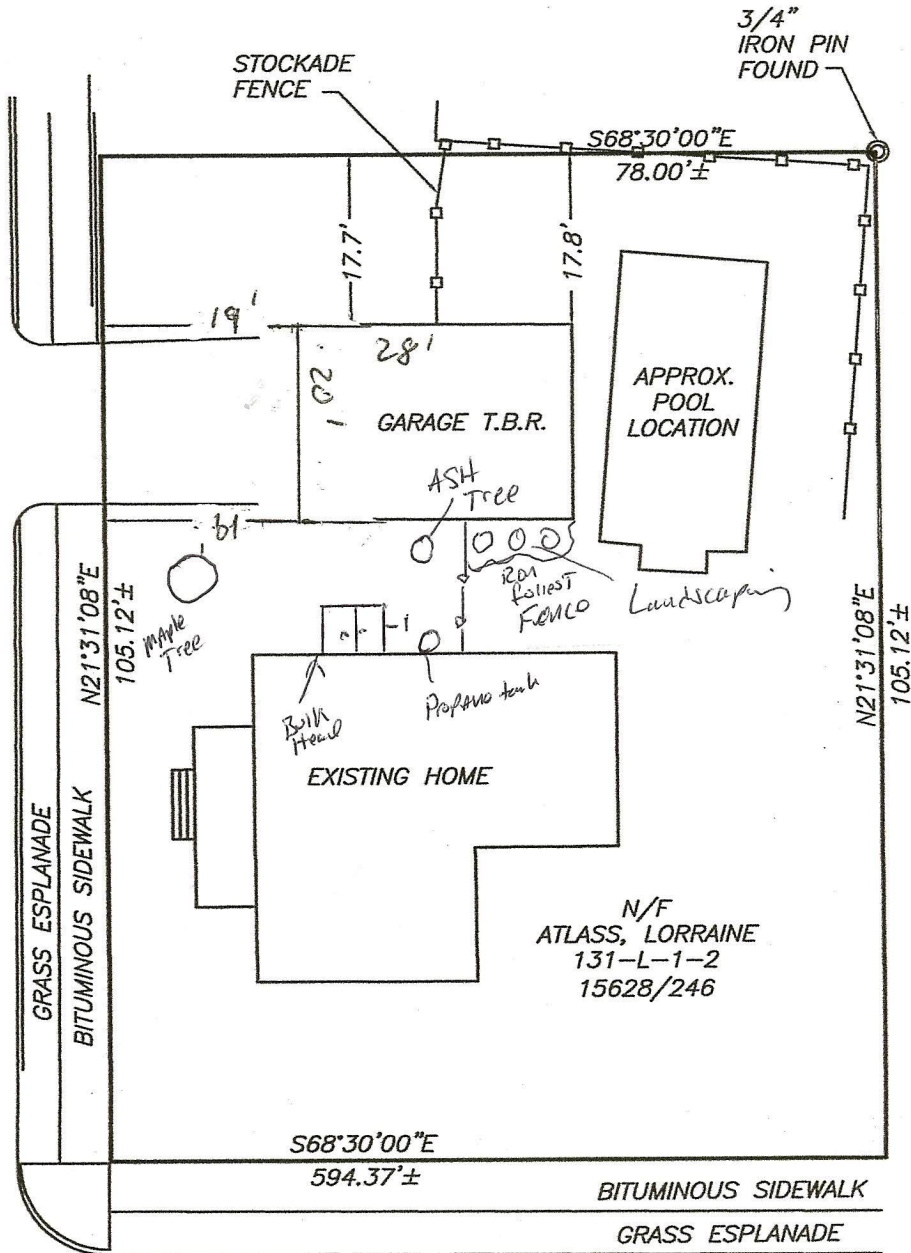 3/4"
IRON PIN
FOUND
STOCKADE
FENCE
S68°30'00"E
78.00'±
17.7'
17.8'
19'
28'
20'
GARAGE T.B.R.
APPROX.
POOL
LOCATION
ASH
Tree
19'
Maple
Tree
Fence
Landscaping
N21°31'08"E
105.12'±
N21°31'08"E
105.12'±
Bulk
Head
Propane tank
EXISTING HOME
GRASS ESPLANADE
BITUMINOUS SIDEWALK
N/F
ATLASS, LORRAINE
131-L-1-2
15628/246
S68°30'00"E
594.37'±
BITUMINOUS SIDEWALK
GRASS ESPLANADE